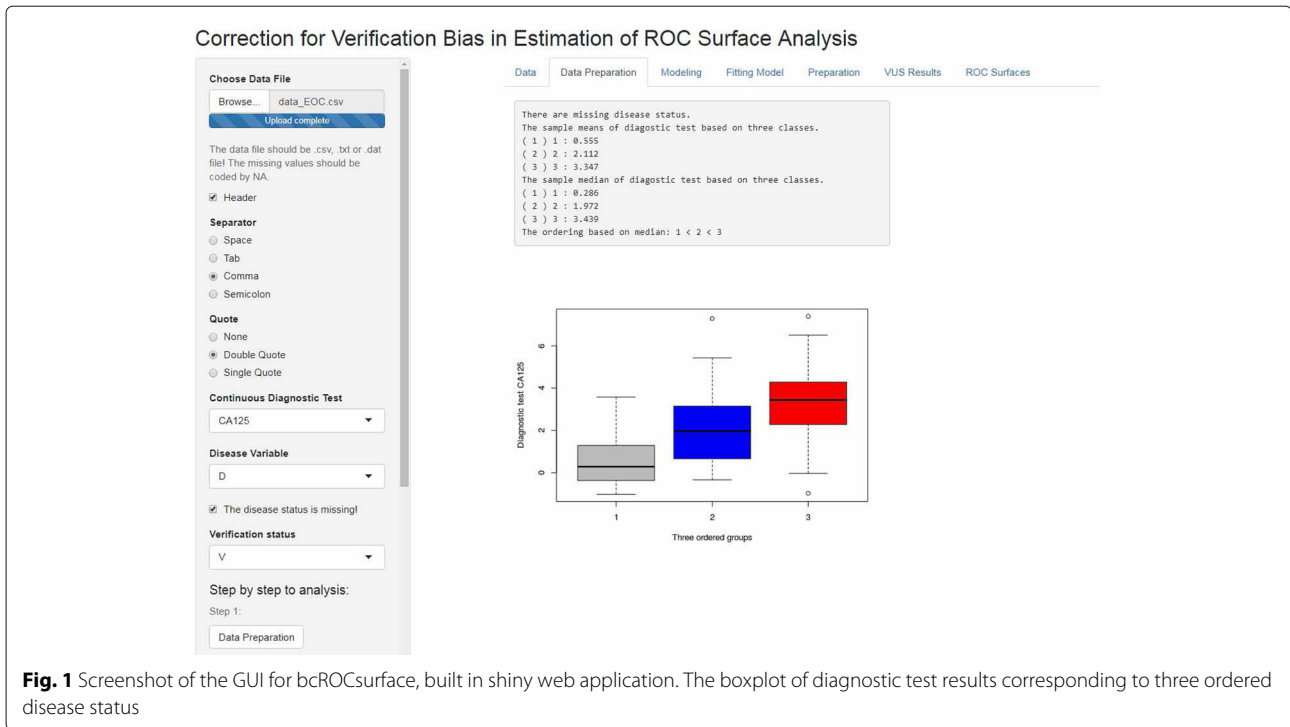 Correction for Verification Bias in Estimation of ROC Surface Analysis
Choose Data File
Browse... data_EOC.csv
Upload complete
The data file should be .csv, .txt or .dat
file! The missing values should be
coded by NA.
Header
Separator
Space
Tab
Comma
Semicolon
Quote
None
Double Quote
Single Quote
Continuous Diagnostic Test
CA125
Disease Variable
D
The disease status is missing!
Verification status
V
Step by step to analysis:
Step 1:
Data Preparation
Data Data Preparation Modeling Fitting Model Preparation VUS Results ROC Surfaces
There are missing disease status.
The sample means of diagostic test based on three classes.
( 1 ) 1 : 0.555
( 2 ) 2 : 2.112
( 3 ) 3 : 3.347
The sample median of diagostic test based on three classes.
( 1 ) 1 : 0.286
( 2 ) 2 : 1.972
( 3 ) 3 : 3.439
The ordering based on median: 1 < 2 < 3
Diagnostic test CA125
6
4
2
0
1 2 3
Three ordered groups
Fig. 1 Screenshot of the GUI for bcROCsurface, built in shiny web application. The boxplot of diagnostic test results corresponding to three ordered
disease status